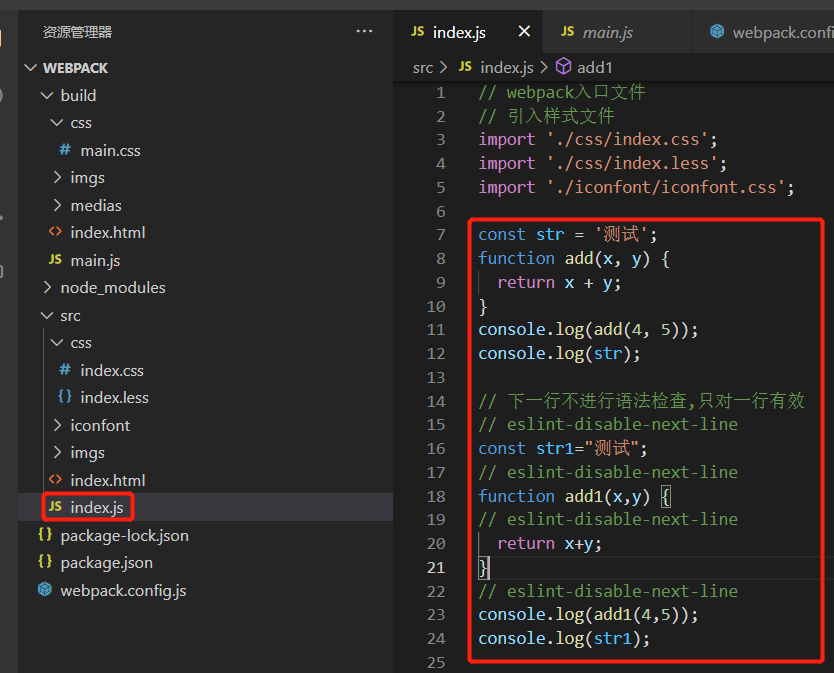 资源管理器
WEBPACK
build
css
# main.css
imgs
medias
<> index.html
JS main.js
node_modules
src
css
# index.css
{} index.less
iconfont
imgs
<> index.html
JS index.js
{} package-lock.json
{} package.json
webpack.config.js
JS index.js × JS main.js webpack.confi
src > JS index.js > add1
1 // webpack入口文件
2 // 引入样式文件
3 import './css/index.css';
4 import './css/index.less';
5 import './iconfont/iconfont.css';
6
7 const str = '测试';
8 function add(x, y) {
9 return x + y;
10 }
11 console.log(add(4, 5));
12 console.log(str);
13
14 // 下一行不进行语法检查,只对一行有效
15 // eslint-disable-next-line
16 const str1="测试";
17 // eslint-disable-next-line
18 function add1(x,y) {
19 // eslint-disable-next-line
20 return x+y;
21 }
22 // eslint-disable-next-line
23 console.log(add1(4,5));
24 console.log(str1);
25